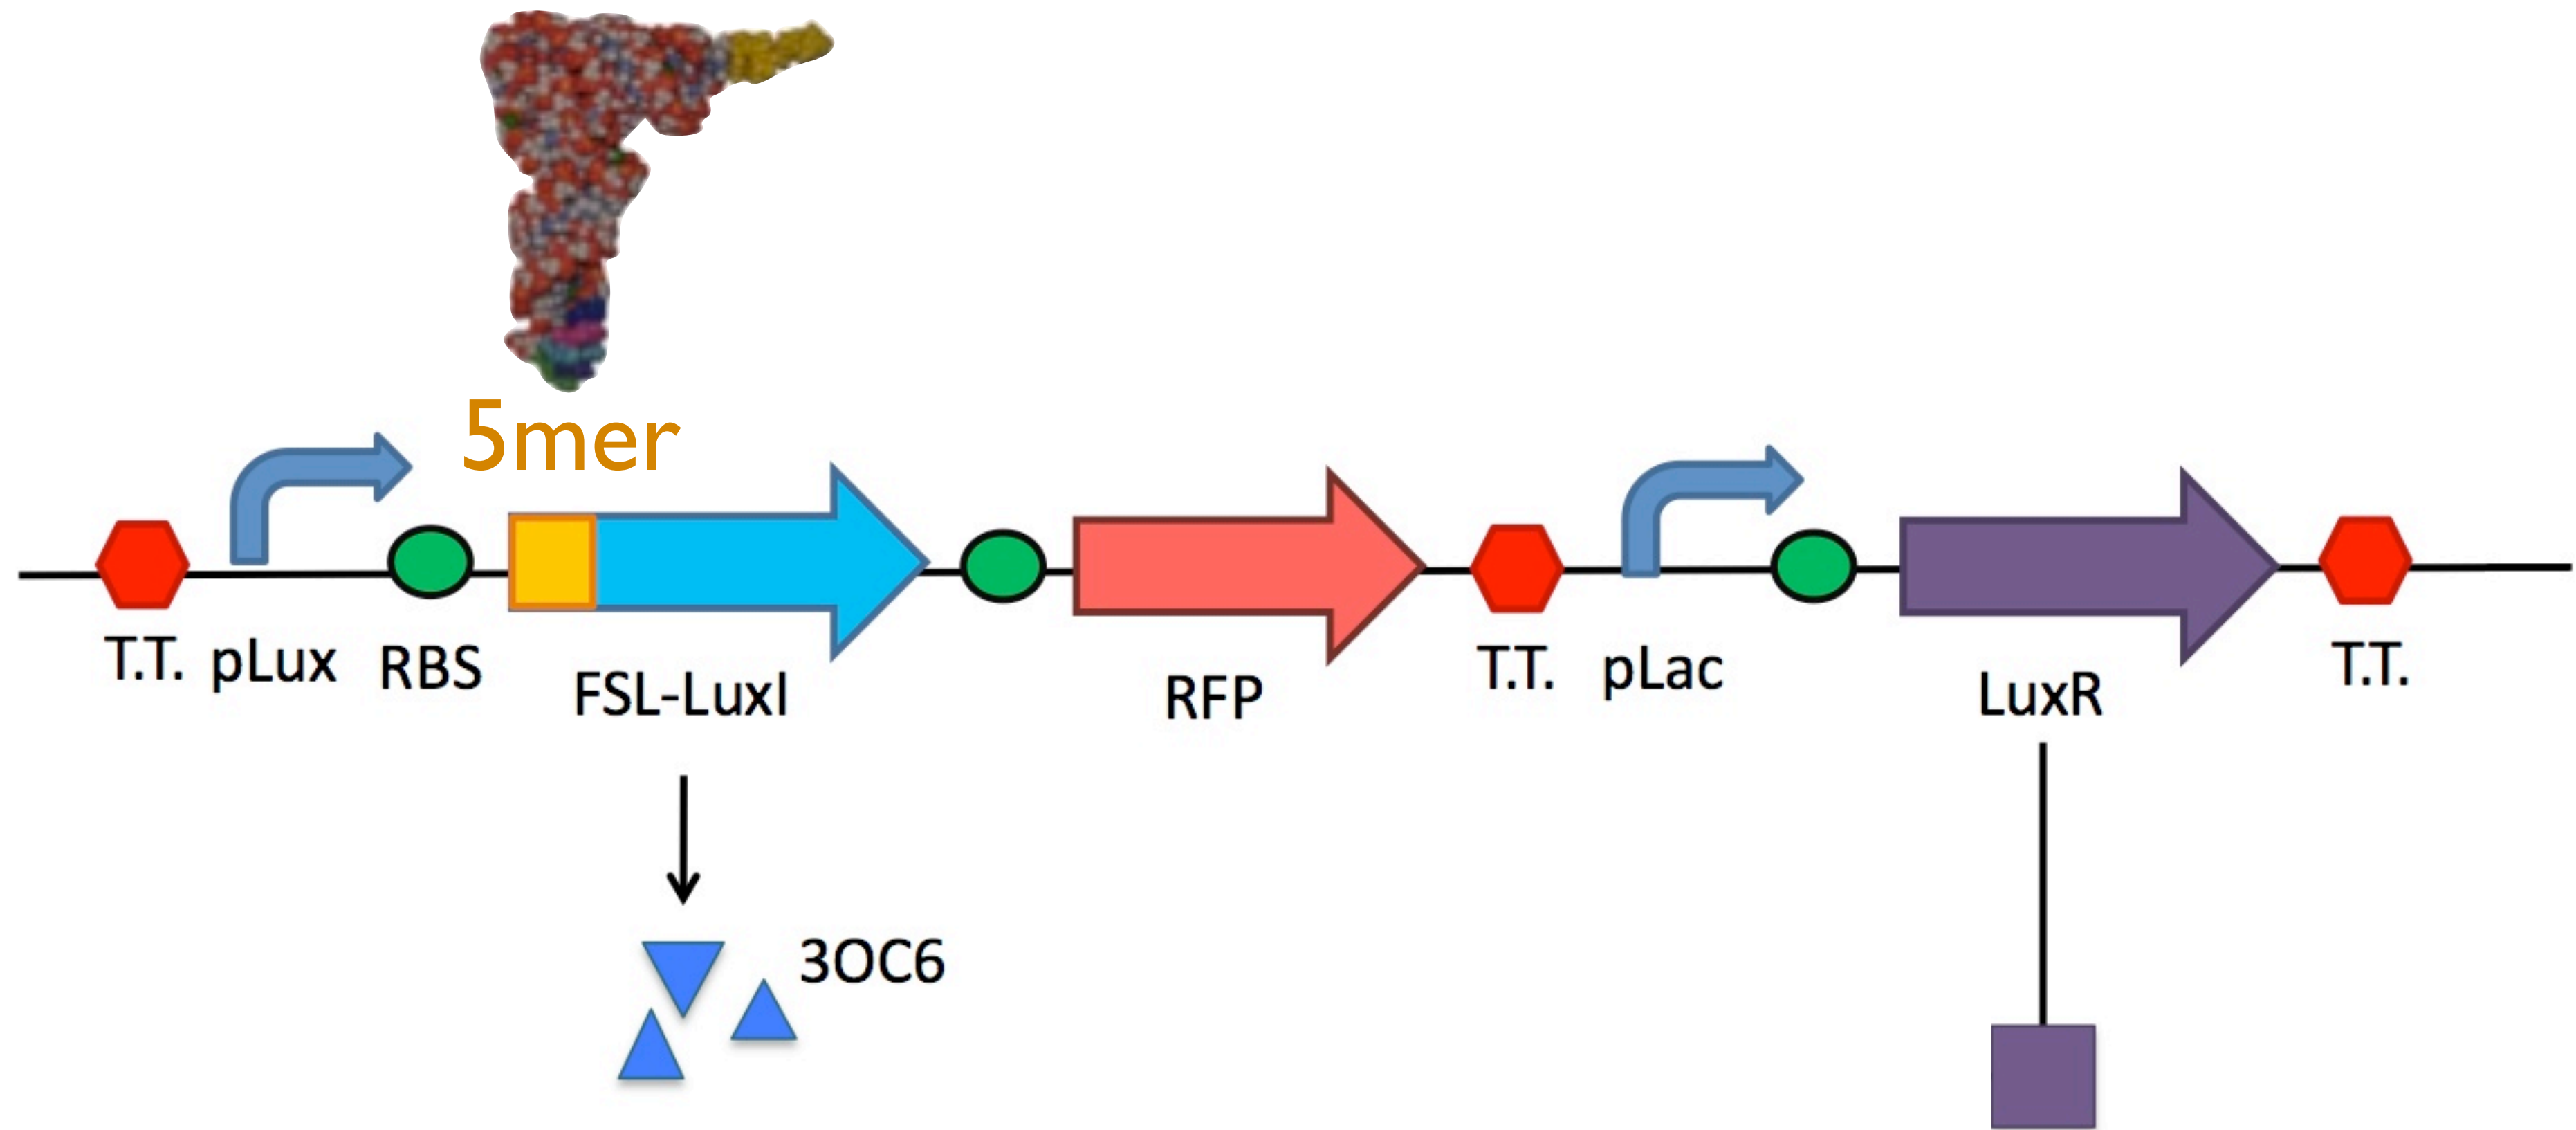 5mer
T.T.
pLux
RBS
FSL-LuxI
RFP
T.T.
pLac
LuxR
T.T.
3OC6